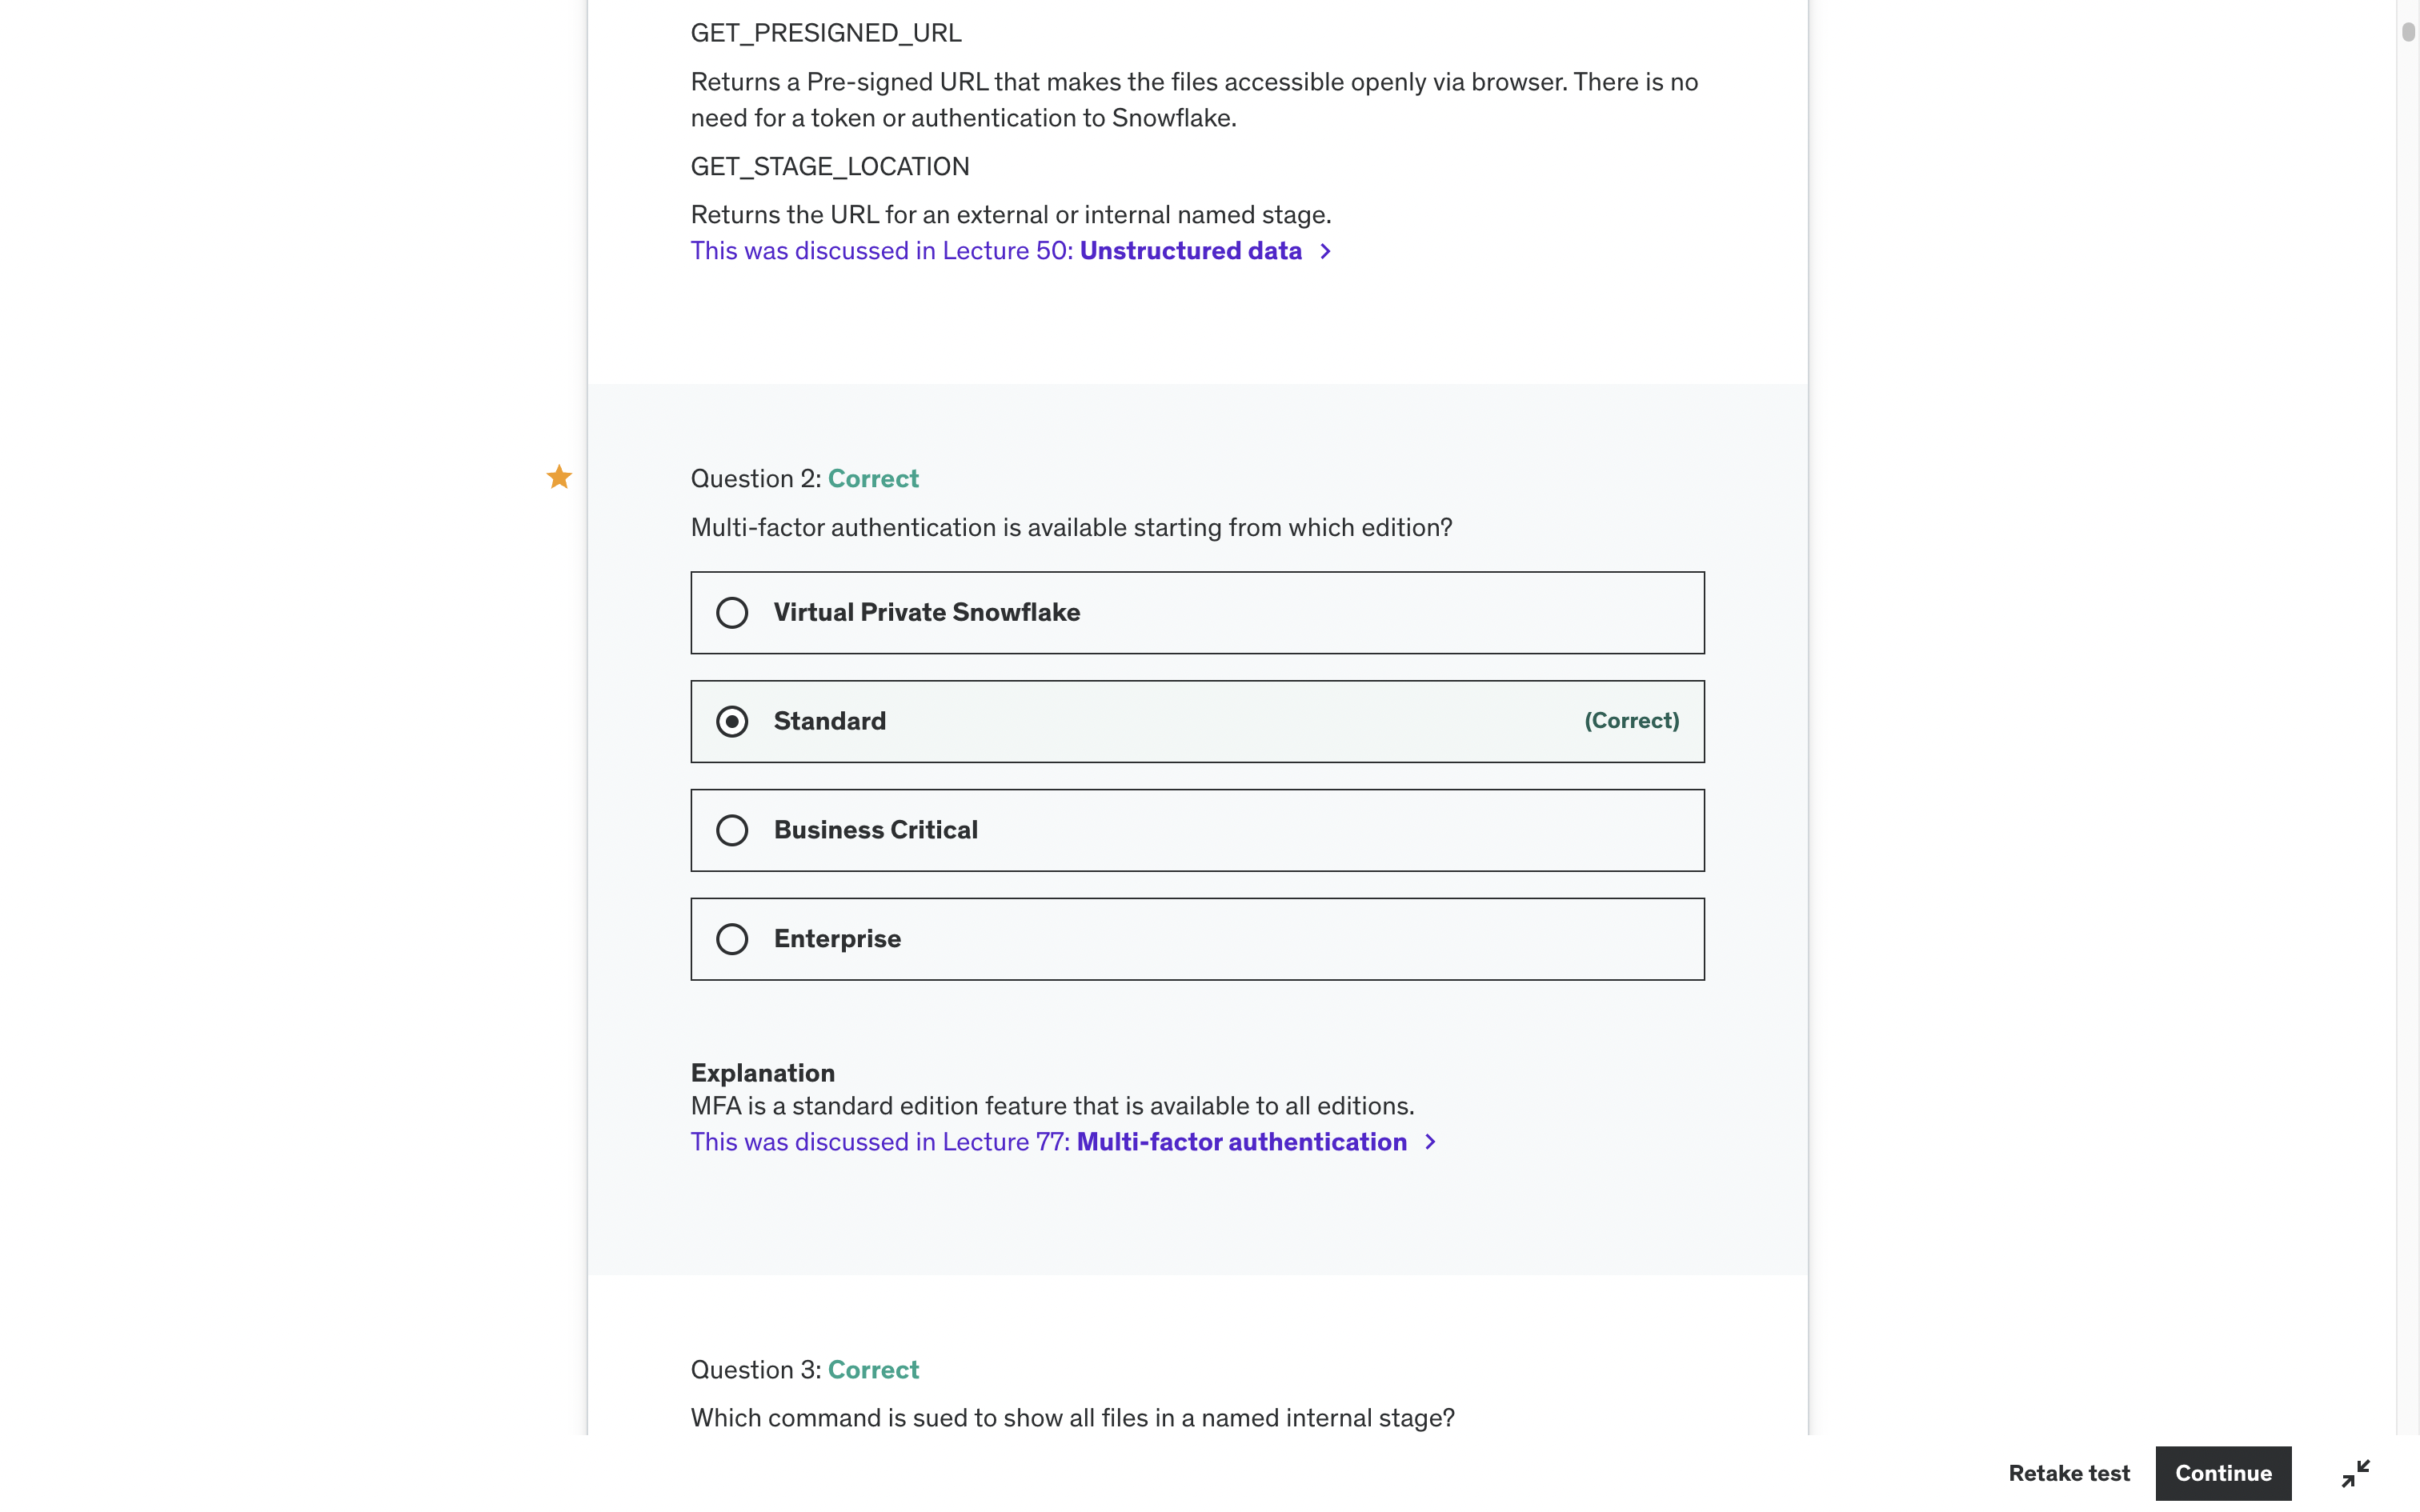 GET_PRESIGNED_URL
Returns a Pre-signed URL that makes the files accessible openly via browser. There is no
need for a token or authentication to Snowflake.
GET_STAGE_LOCATION
Returns the URL for an external or internal named stage.
This was discussed in Lecture 50: Unstructured data
Question 2: Correct
Multi-factor authentication is available starting from which edition?
Virtual Private Snowflake
Standard (Correct)
Business Critical
Enterprise
Explanation
MFA is a standard edition feature that is available to all editions.
This was discussed in Lecture 77: Multi-factor authentication
Question 3: Correct
Which command is sued to show all files in a named internal stage?
Retake test Continue